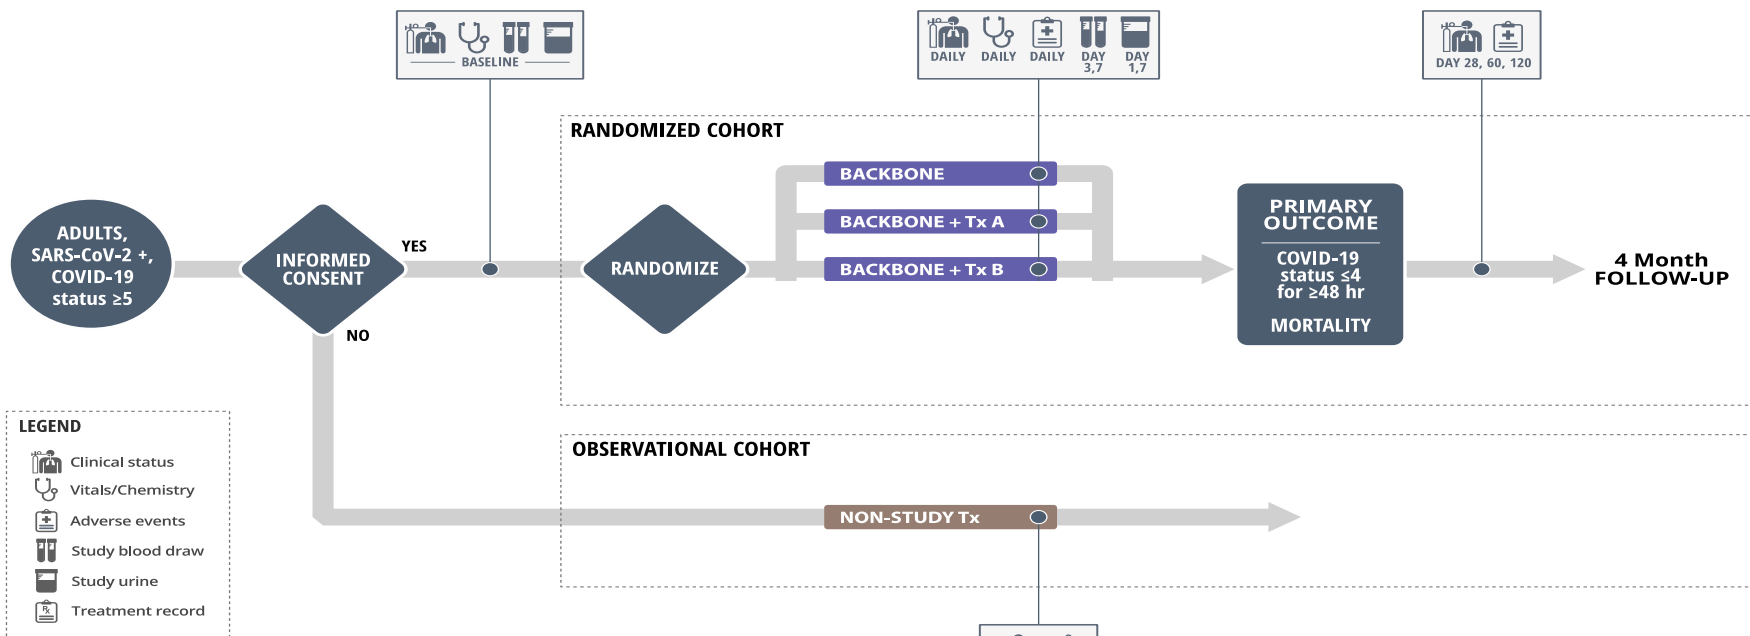 BASELINE
DAILY DAILY DAILY DAY DAY
3,7 1,7
DAY 28, 60, 120
RANDOMIZED COHORT
BACKBONE
BACKBONE + Tx A
BACKBONE + Tx B
ADULTS,
SARS-CoV-2 +,
COVID-19
status ≥5
INFORMED
CONSENT
YES
NO
RANDOMIZE
PRIMARY
OUTCOME
COVID-19
status ≤4
for ≥48 hr
MORTALITY
4 Month
FOLLOW-UP
OBSERVATIONAL COHORT
NON-STUDY Tx
LEGEND
Clinical status
Vitals/Chemistry
Adverse events
Study blood draw
Study urine
Rx Treatment record